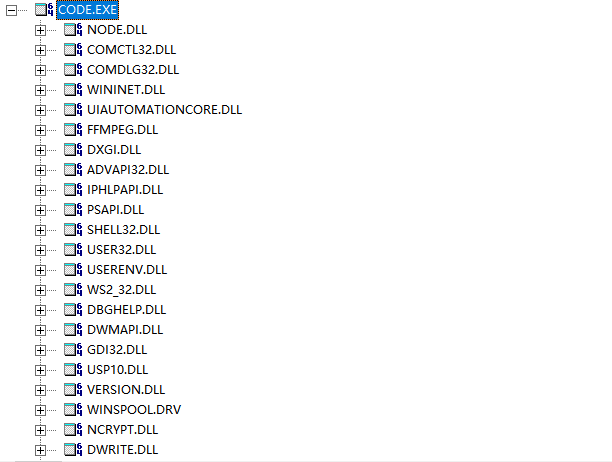 CODE.EXE
NODE.DLL
COMCTL32.DLL
COMDLG32.DLL
WININET.DLL
UIAUTOMATIONCORE.DLL
FFMPEG.DLL
DXGI.DLL
ADVAPI32.DLL
IPHLPAPI.DLL
PSAPI.DLL
SHELL32.DLL
USER32.DLL
USERENV.DLL
WS2_32.DLL
DBGHELP.DLL
DWMAPI.DLL
GDI32.DLL
USP10.DLL
VERSION.DLL
WINSPOOL.DRV
NCRYPT.DLL
DWRITE.DLL